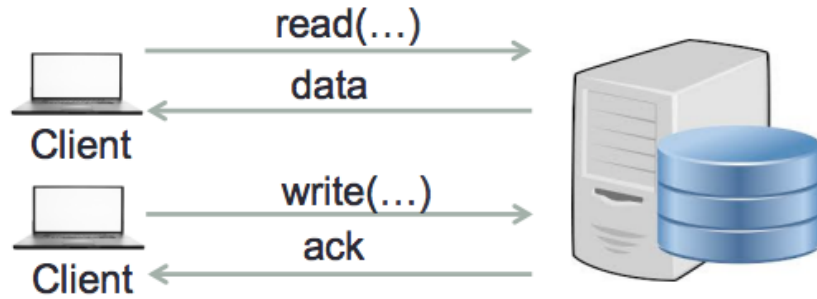 read(…)
data
Client
write(…)
ack
Client